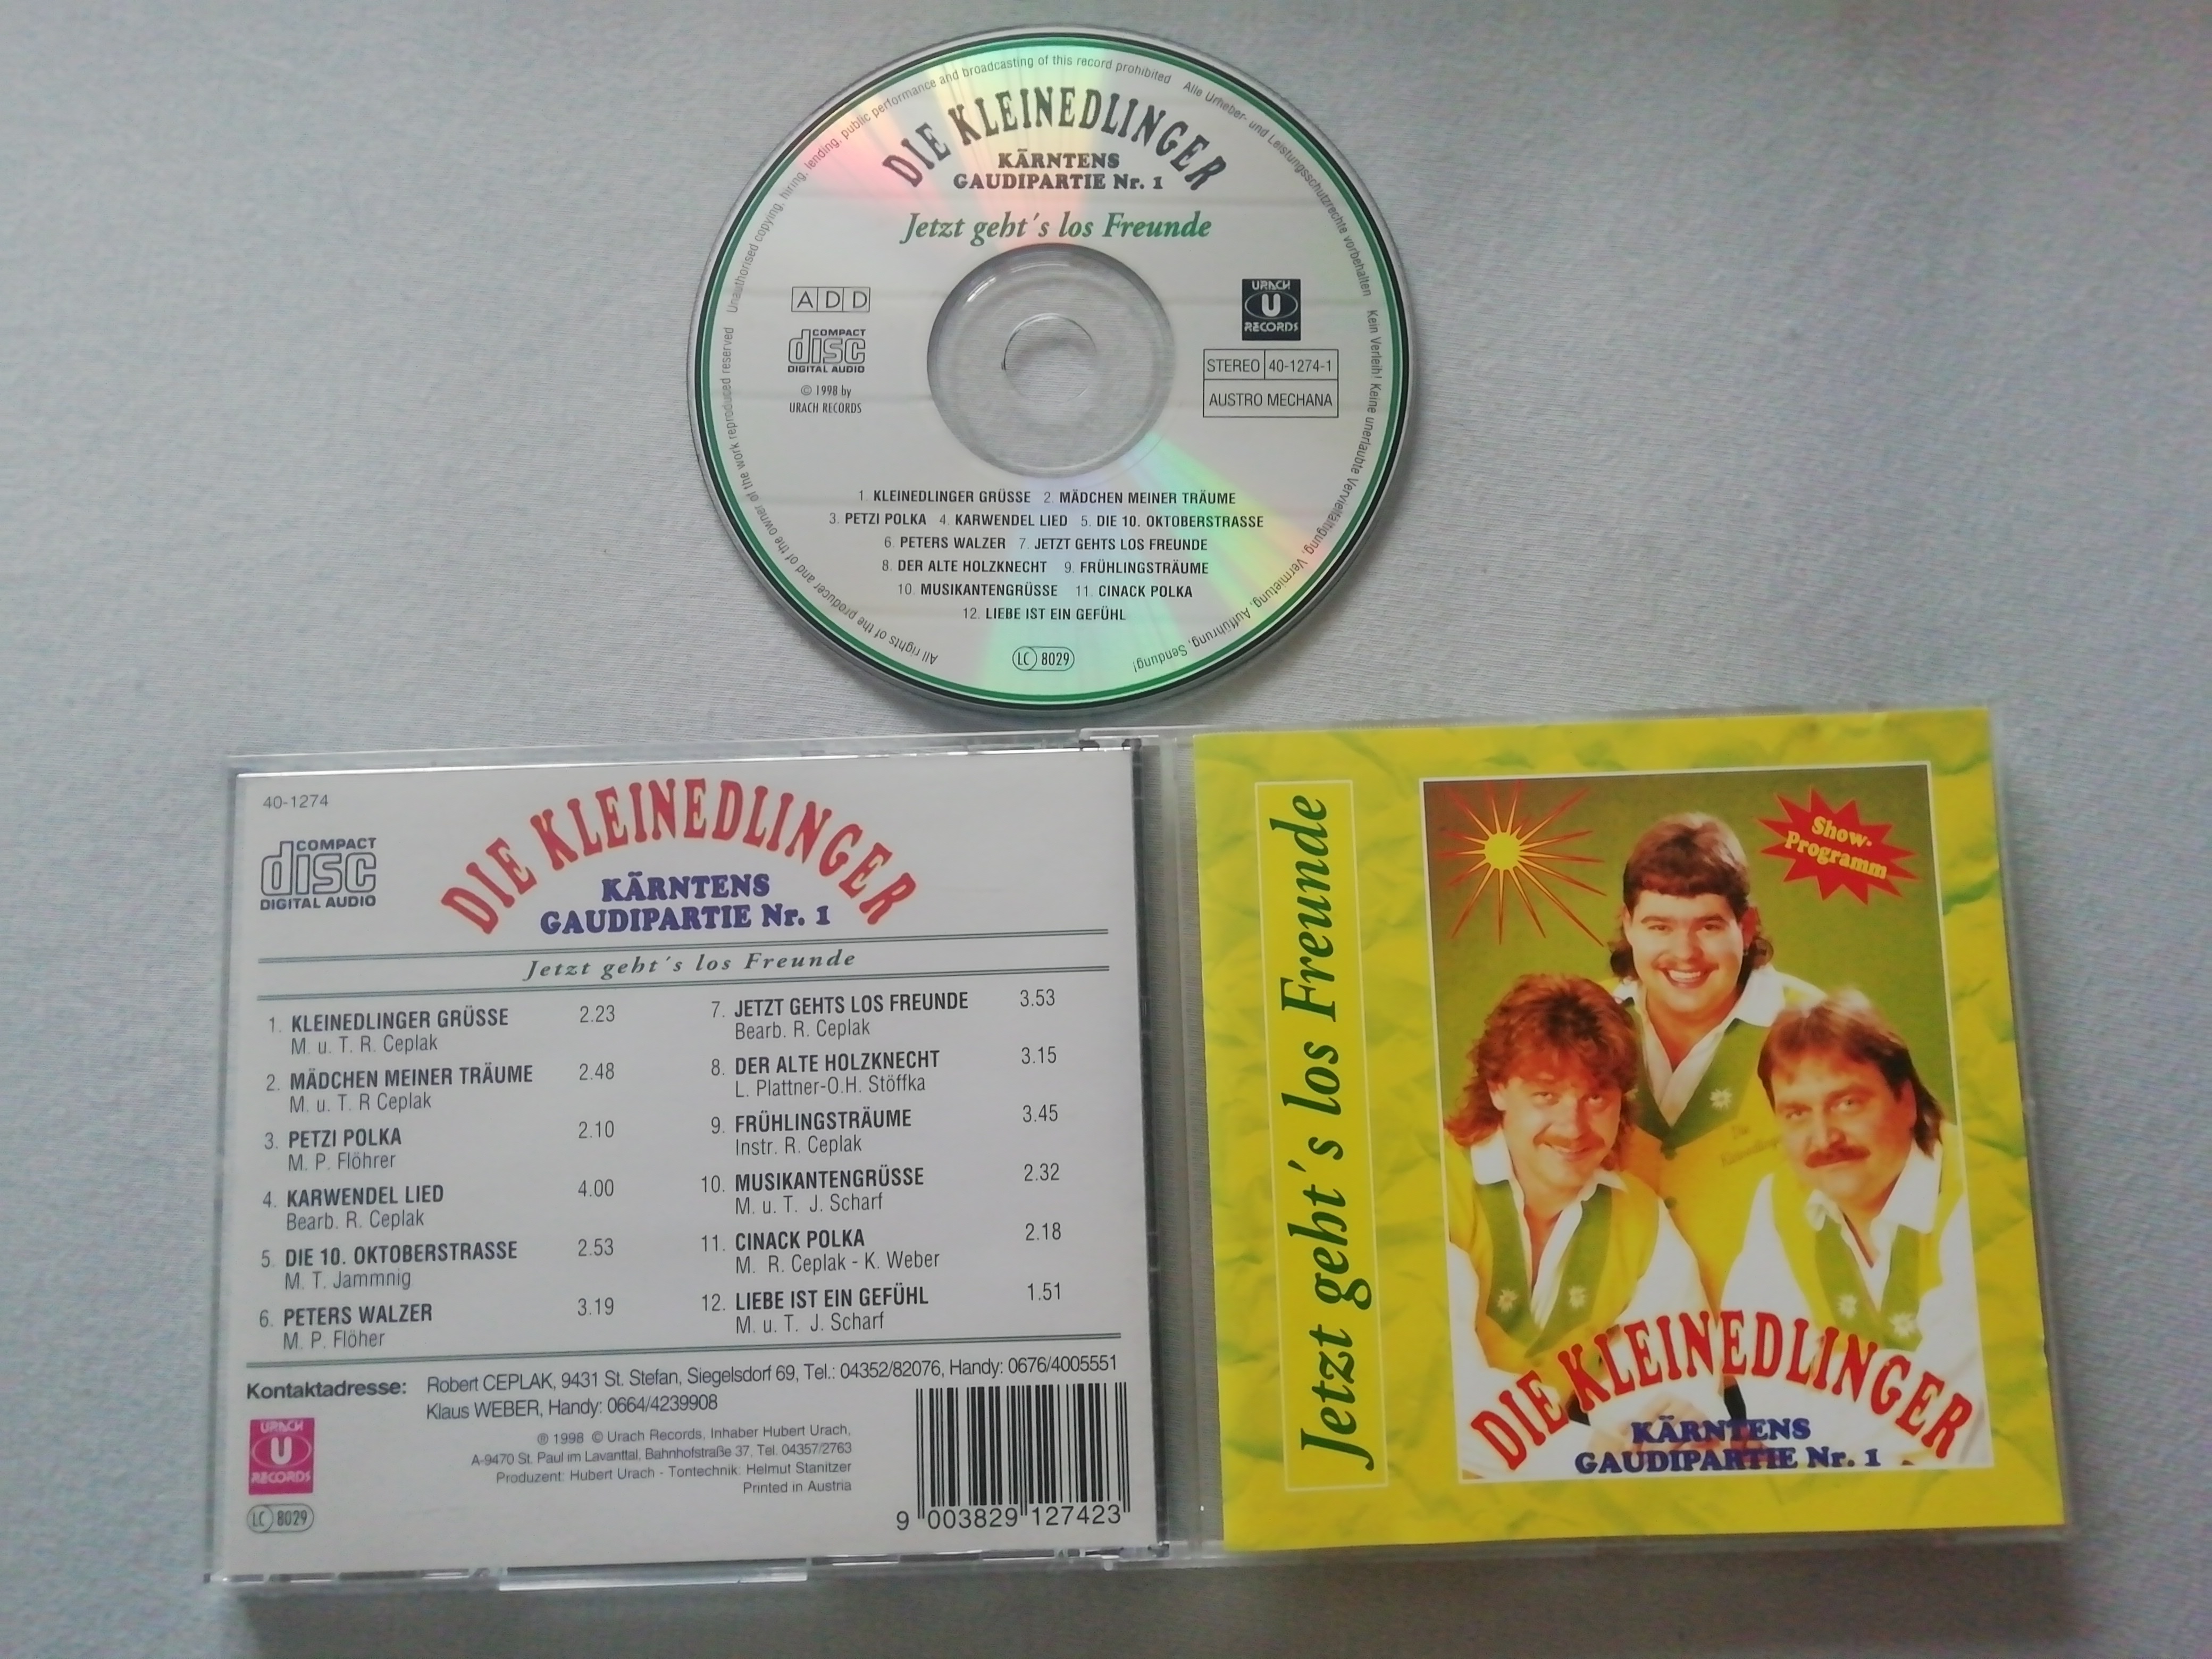 Unauthorised copying, hiring, lending, public performance and broadcasting of this record prohibited
Alle Urheber- und Leistungsschutzrechte vorbehalten
Kein Verleih! Keine unerlaubte Vervielfältigung, Vermietung, Aufführung, Sendung!
All rights of the producer and of the owner of the work reproduced reserved
DIE KLEINEDLINGER
KÄRNTENS
GAUDIPARTIE Nr. 1
Jetzt geht´s los Freunde
ADD
COMPACT
disc
DIGITAL AUDIO
© 1998 by
URACH RECORDS
URACH
U
RECORDS
STEREO 40-1274-1
AUSTRO MECHANA
1. KLEINEDLINGER GRÜSSE 2. MÄDCHEN MEINER TRÄUME
3. PETZI POLKA 4. KARWENDEL LIED 5. DIE 10. OKTOBERSTRASSE
6. PETERS WALZER 7. JETZT GEHTS LOS FREUNDE
8. DER ALTE HOLZKNECHT 9. FRÜHLINGSTRÄUME
10. MUSIKANTENGRÜSSE 11. CINACK POLKA
12. LIEBE IST EIN GEFÜHL
LC 8029
40-1274
COMPACT
disc
DIGITAL AUDIO
DIE KLEINEDLINGER
KÄRNTENS
GAUDIPARTIE Nr. 1
Jetzt geht´s los Freunde
1. KLEINEDLINGER GRÜSSE 2.23
M. u. T. R. Ceplak
2. MÄDCHEN MEINER TRÄUME 2.48
M. u. T. R Ceplak
3. PETZI POLKA 2.10
M. P. Flöhrer
4. KARWENDEL LIED 4.00
Bearb. R. Ceplak
5. DIE 10. OKTOBERSTRASSE 2.53
M. T. Jammnig
6. PETERS WALZER 3.19
M. P. Flöher
7. JETZT GEHTS LOS FREUNDE 3.53
Bearb. R. Ceplak
8. DER ALTE HOLZKNECHT 3.15
L. Plattner-O.H. Stöffka
9. FRÜHLINGSTRÄUME 3.45
Instr. R. Ceplak
10. MUSIKANTENGRÜSSE 2.32
M. u. T. J. Scharf
11. CINACK POLKA 2.18
M. R. Ceplak - K. Weber
12. LIEBE IST EIN GEFÜHL 1.51
M. u. T. J. Scharf
Kontaktadresse: Robert CEPLAK, 9431 St. Stefan, Siegelsdorf 69, Tel.: 04352/82076, Handy: 0676/4005551
Klaus WEBER, Handy: 0664/4239908
URACH
U
RECORDS
LC 8029
℗ 1998 © Urach Records, Inhaber Hubert Urach,
A-9470 St. Paul im Lavanttal, Bahnhofstraße 37. Tel. 04357/2763
Produzent: Hubert Urach - Tontechnik: Helmut Stanitzer
Printed in Austria
9 003829 127423
Jetzt geht´s los Freunde
Show-
Programm
DIE KLEINEDLINGER
KÄRNTENS
GAUDIPARTIE Nr. 1